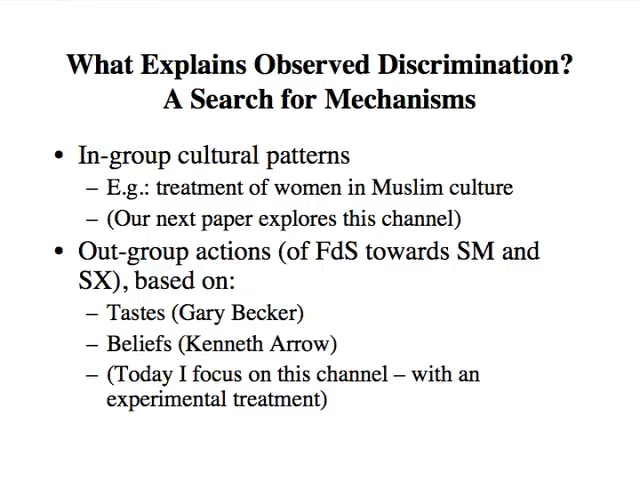 What Explains Observed Discrimination?
A Search for Mechanisms
• In-group cultural patterns
– E.g.: treatment of women in Muslim culture
– (Our next paper explores this channel)
• Out-group actions (of FdS towards SM and
SX), based on:
– Tastes (Gary Becker)
– Beliefs (Kenneth Arrow)
– (Today I focus on this channel – with an
experimental treatment)